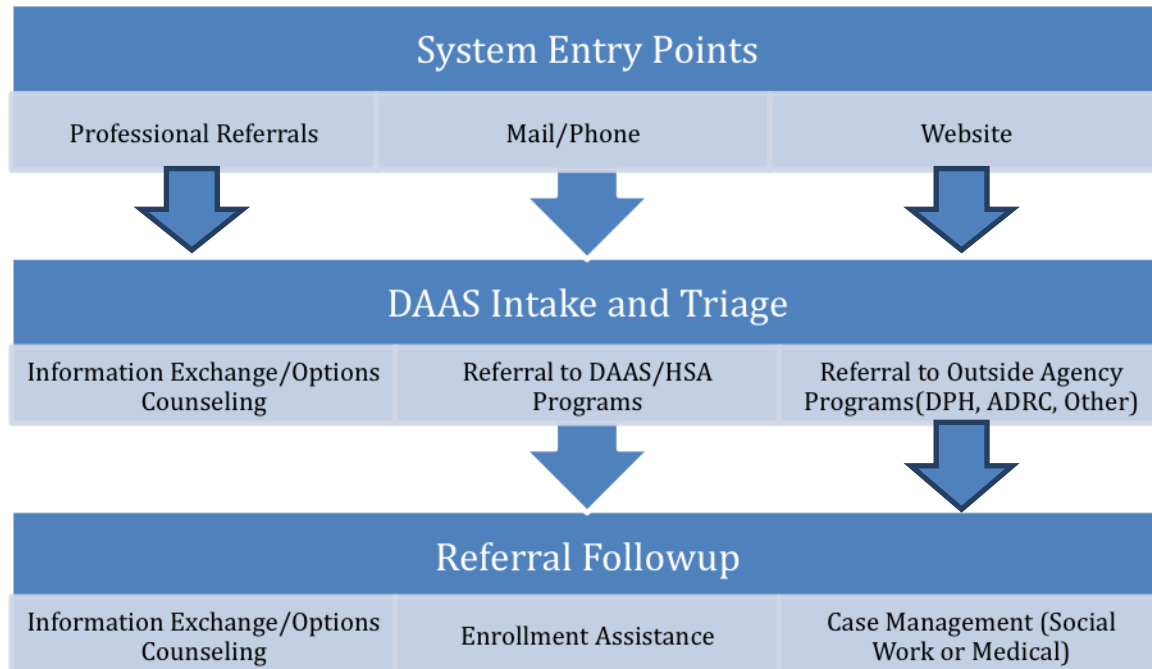 System Entry Points
Professional Referrals
Mail/Phone
Website
DAAS Intake and Triage
Information Exchange/Options
Counseling
Referral to DAAS/HSA
Programs
Referral to Outside Agency
Programs(DPH, ADRC, Other)
Referral Followup
Information Exchange/Options
Counseling
Enrollment Assistance
Case Management (Social
Work or Medical)